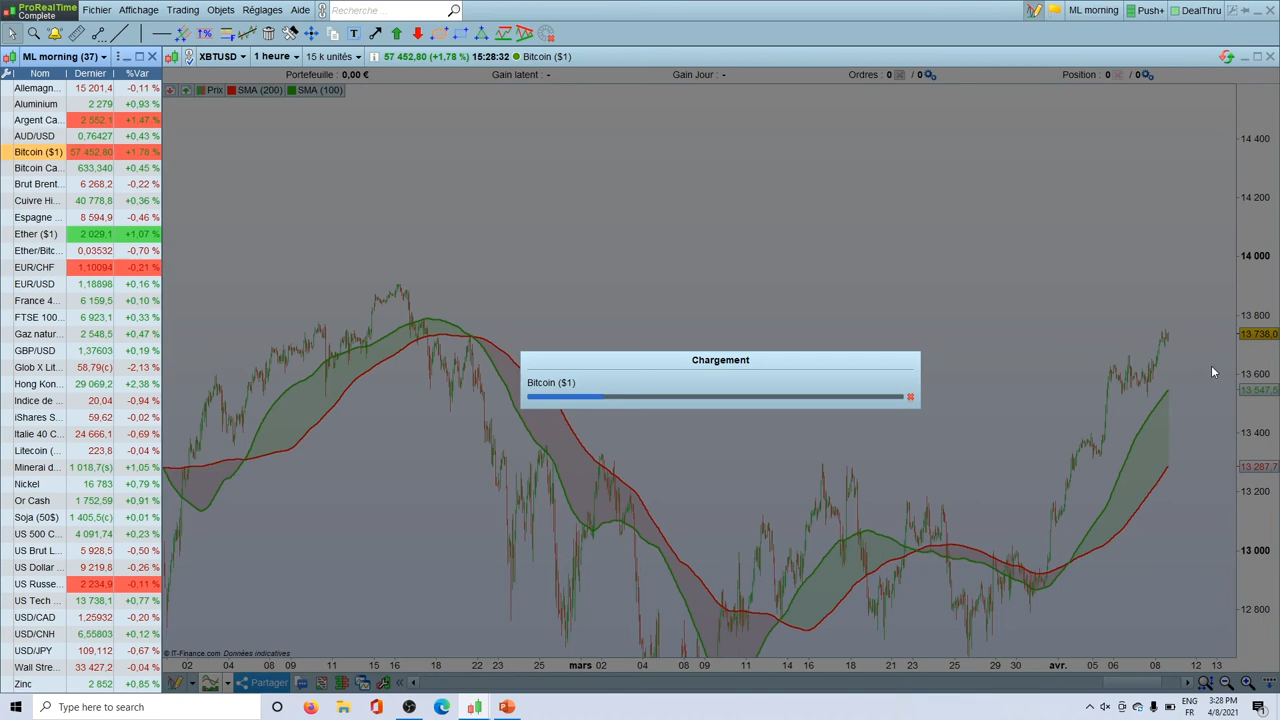 ProRealTime
Complete
Fichier Affichage Trading Objets Réglages Aide Recherche ML morning Push+ DealThru
1% T
ML morning (37) XBTUSD 1 heure 15 k unités 57 452,80 (+1,78 %) 15:28:32 Bitcoin ($1)
Nom Dernier %Var Portefeuille : 0,00 € Gain latent : - Gain Jour : - Ordres : 0 / 0 Position : 0 / 0
Prix SMA (200) SMA (100)
Allemagn... 15 201,4 -0,11 %
Aluminium 2 279 +0,93 %
Argent Ca... 2 552,1 +1,47 %
AUD/USD 0,76427 +0,43 %
Bitcoin ($1) 57 452,80 +1,78 %
Bitcoin Ca... 633,340 +0,45 %
Brut Brent... 6 268,2 -0,22 %
Cuivre Hi... 40 778,8 +0,36 %
Espagne ... 8 594,9 -0,46 %
Ether ($1) 2 029,1 +1,07 %
Ether/Bitc... 0,03532 -0,70 %
EUR/CHF 1,10094 -0,21 %
EUR/USD 1,18898 +0,16 %
France 4... 6 159,5 +0,10 %
FTSE 100... 6 923,1 +0,33 %
Gaz natur... 2 548,5 +0,47 %
GBP/USD 1,37603 +0,19 %
Glob X Lit... 58,79(c) -2,13 %
Hong Kon... 29 069,2 +2,38 %
Indice de ... 20,04 -0,94 %
iShares S... 59,62 -0,02 %
Italie 40 C... 24 666,1 -0,69 %
Litecoin (... 223,8 -0,04 %
Minerai d... 1 018,7(s) +1,05 %
Nickel 16 783 +0,79 %
Or Cash 1 752,59 +0,91 %
Soja (50$) 1 405,5(c) +0,01 %
US 500 C... 4 091,74 +0,23 %
US Brut L... 5 928,5 -0,50 %
US Dollar ... 9 219,8 -0,26 %
US Russe... 2 234,9 -0,11 %
US Tech ... 13 738,1 +0,77 %
USD/CAD 1,25932 -0,20 %
USD/CNH 6,55803 +0,12 %
USD/JPY 109,112 -0,67 %
Wall Stre... 33 427,2 -0,04 %
Zinc 2 852 +0,85 %
Chargement
Bitcoin ($1)
14 400
14 200
14 000
13 800
13 738,0
13 600
13 547,5
13 400
13 287,7
13 200
13 000
12 800
© IT-Finance.com Données indicatives
02 04 08 09 11 15 16 18 22 23 25 mars 02 04 08 09 11 14 16 18 21 23 25 29 30 avr. 05 06 08 12 13
Partager
Type here to search
ENG
FR
3:28 PM
4/8/2021